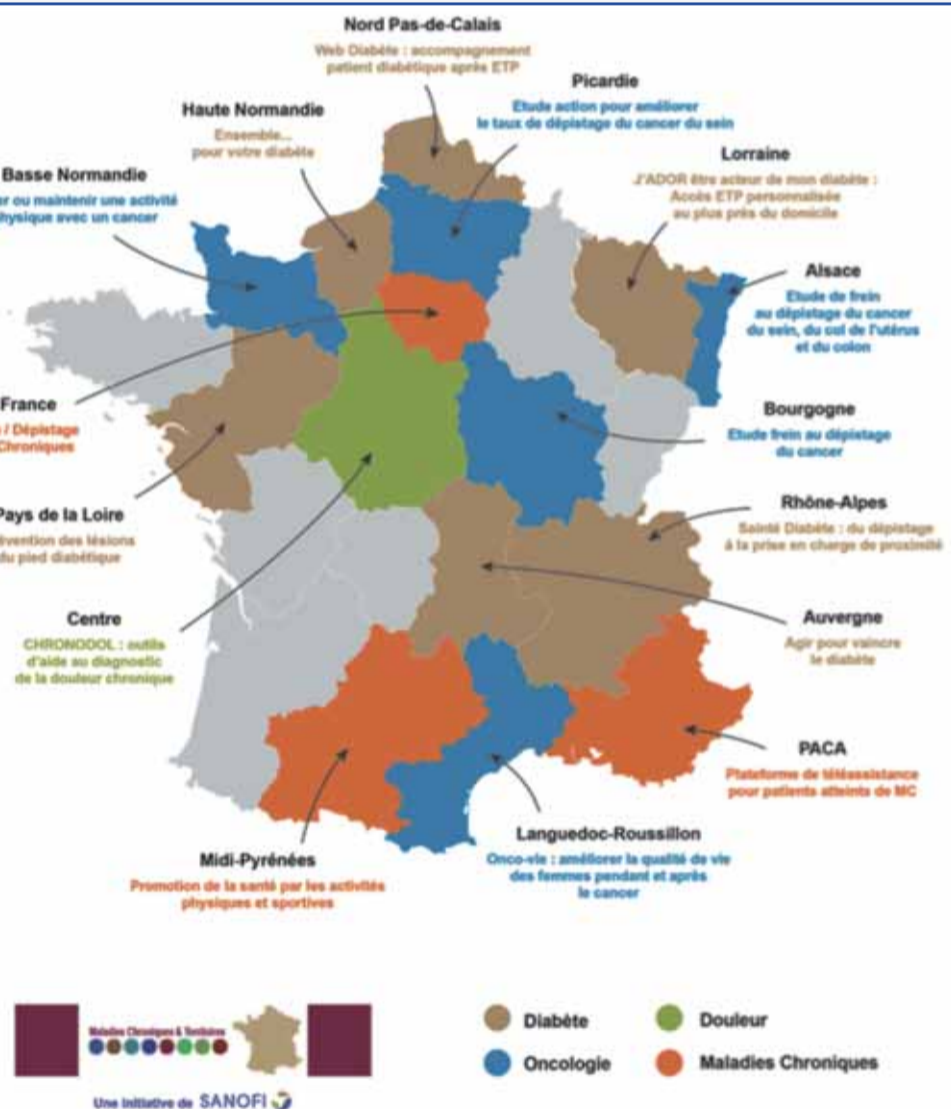 Nord Pas-de-Calais
Web Diabète : accompagnement
patient diabétique après ETP
Picardie
Etude action pour améliorer
le taux de dépistage du cancer du sein
Haute Normandie
Ensemble...
pour votre diabète
Lorraine
J'ADOR être acteur de mon diabète :
Accès ETP personnalisée
au plus près du domicile
Basse Normandie
er ou maintenir une activité
hysique avec un cancer
Alsace
Etude de frein
au dépistage du cancer
du sein, du col de l'utérus
et du colon
France
/ Dépistage
Chroniques
Bourgogne
Etude frein au dépistage
du cancer
Pays de la Loire
évention des lésions
du pied diabétique
Rhône-Alpes
Sainté Diabète : du dépistage
à la prise en charge de proximité
Centre
CHRONODOL : outils
d'aide au diagnostic
de la douleur chronique
Auvergne
Agir pour vaincre
le diabète
PACA
Plateforme de téléassistance
pour patients atteints de MC
Languedoc-Roussillon
Onco-vie : améliorer la qualité de vie
des femmes pendant et après
le cancer
Midi-Pyrénées
Promotion de la santé par les activités
physiques et sportives
Maladies Chroniques & Territoires
Une initiative de SANOFI
Diabète
Douleur
Oncologie
Maladies Chroniques